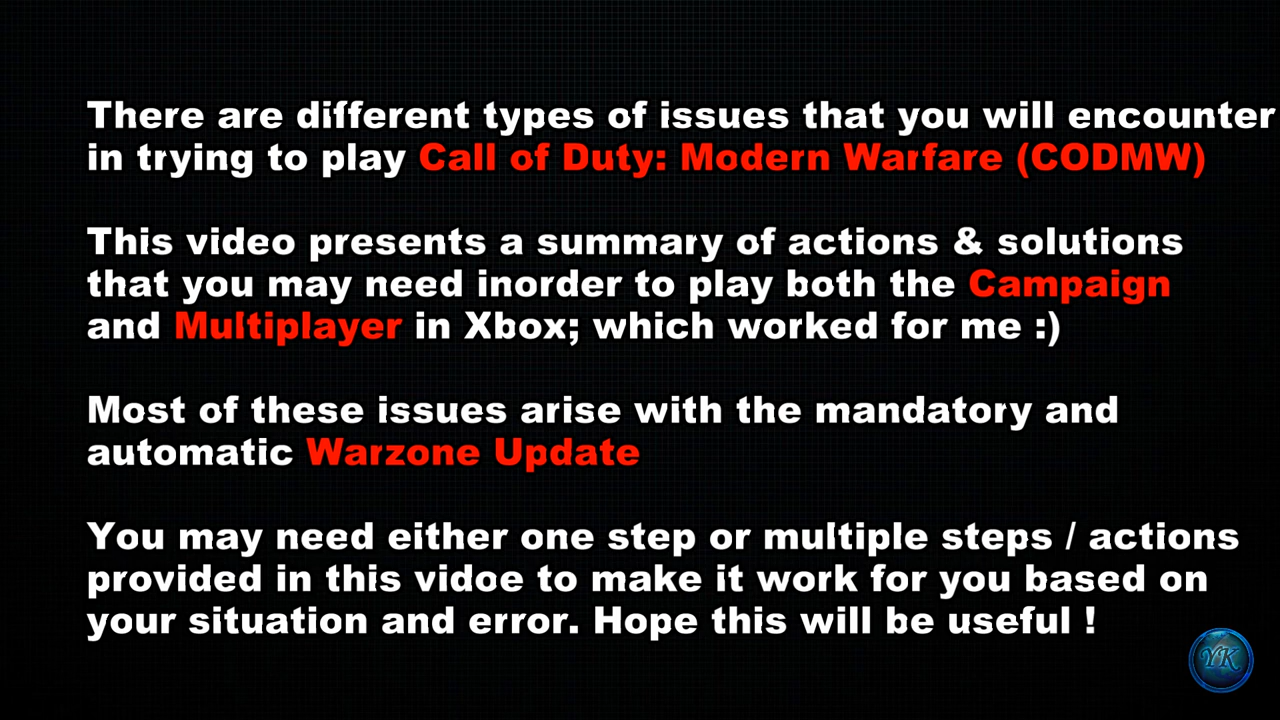 There are different types of issues that you will encounter
in trying to play Call of Duty: Modern Warfare (CODMW)
This video presents a summary of actions & solutions
that you may need inorder to play both the Campaign
and Multiplayer in Xbox; which worked for me :)
Most of these issues arise with the mandatory and
automatic Warzone Update
You may need either one step or multiple steps / actions
provided in this vidoe to make it work for you based on
your situation and error. Hope this will be useful !
YK